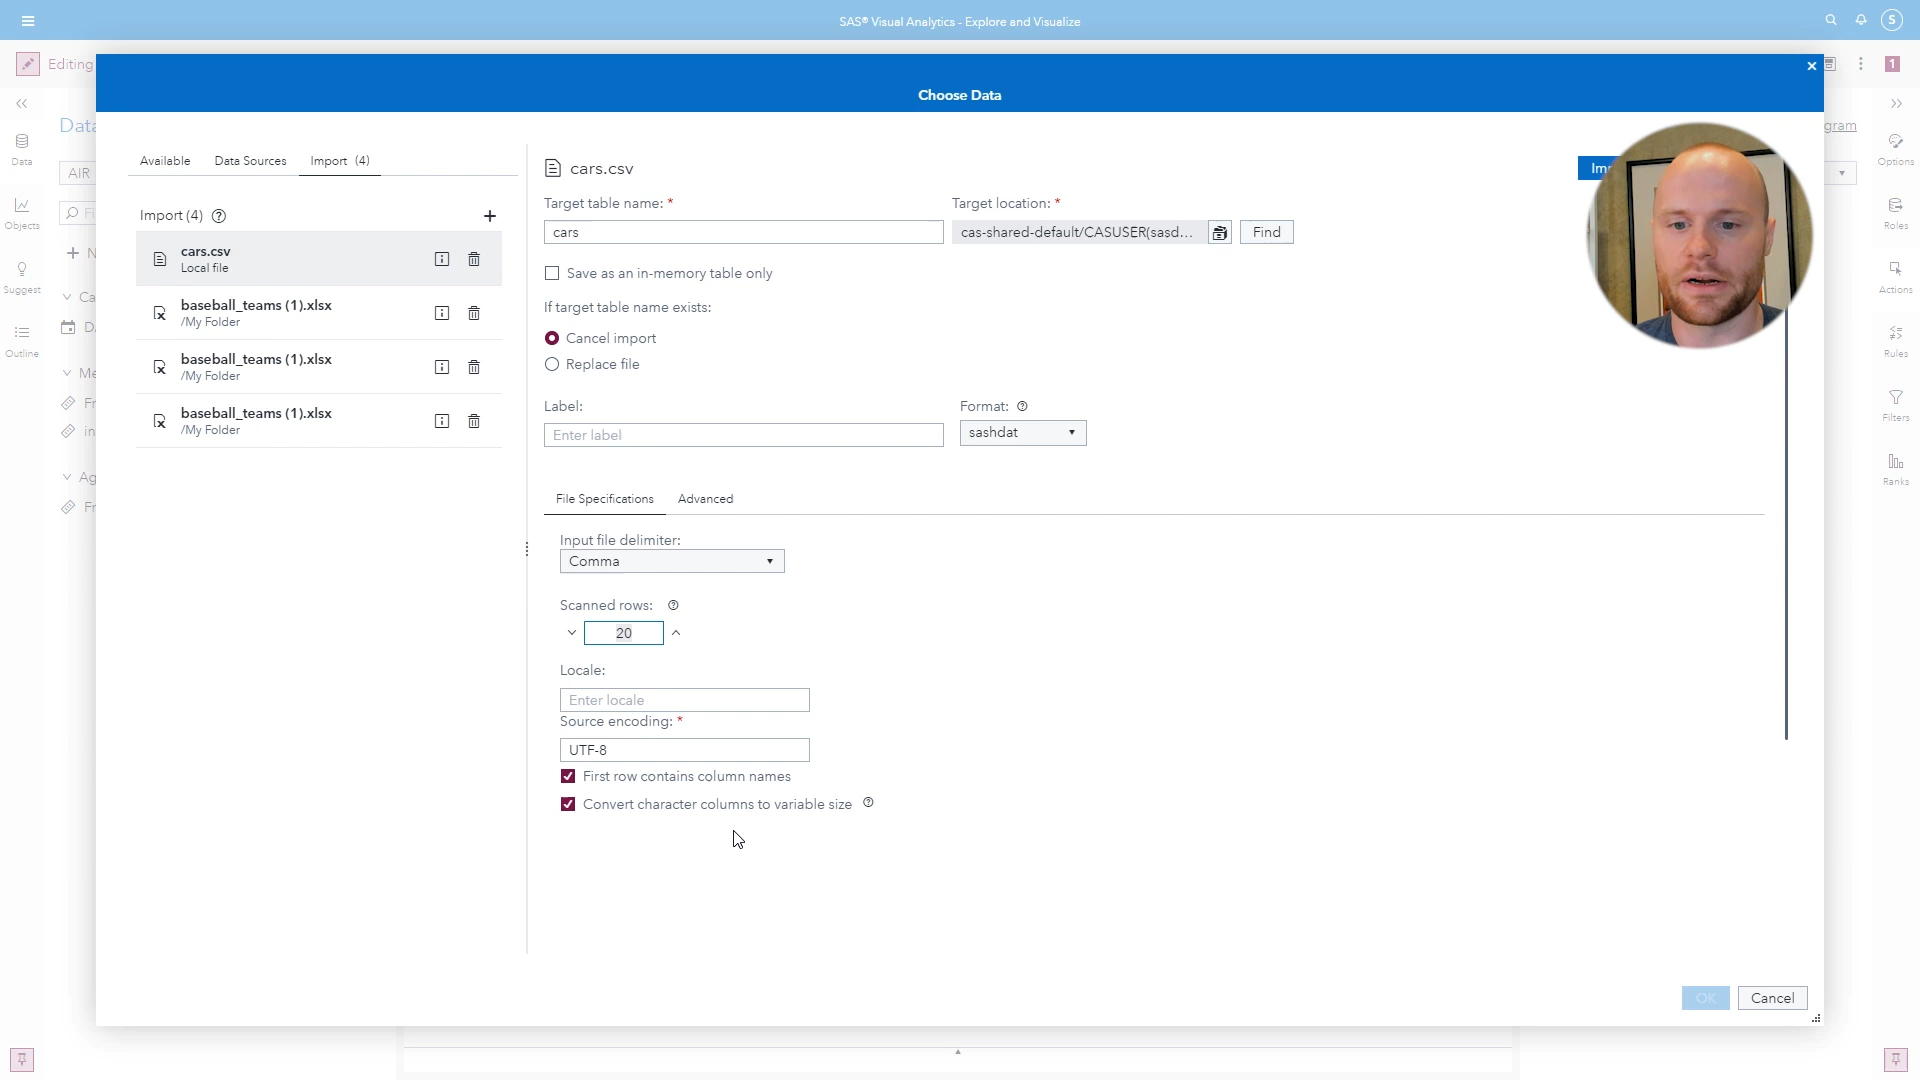 SAS® Visual Analytics - Explore and Visualize
S
Editing
1
Choose Data
Data
Available
Data Sources
Import (4)
cars.csv
Target table name: *
Target location: *
Import (4)
cars
cas-shared-default/CASUSER(sasd...
Find
cars.csv
Local file
Save as an in-memory table only
baseball_teams (1).xlsx
/My Folder
If target table name exists:
Cancel import
baseball_teams (1).xlsx
/My Folder
Replace file
baseball_teams (1).xlsx
/My Folder
Label:
Format:
Enter label
sashdat
File Specifications
Advanced
Input file delimiter:
Comma
Scanned rows:
20
Locale:
Enter locale
Source encoding: *
UTF-8
First row contains column names
Convert character columns to variable size
OK
Cancel
Data
Objects
Suggest
Outline
AIR
Options
Roles
Actions
Rules
Filters
Ranks